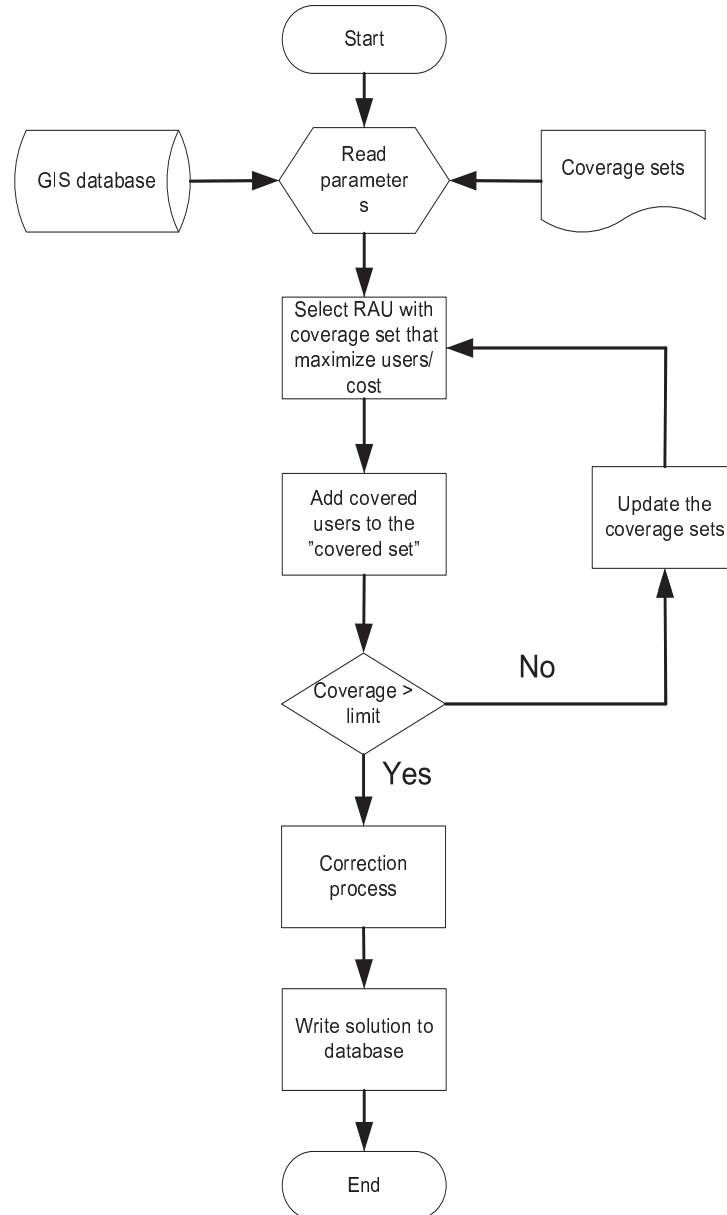 Start
GIS database
Read
parameter
s
Coverage sets
Select RAU with
coverage set that
maximize users/
cost
Add covered
users to the
”covered set”
Update the
coverage sets
Coverage >
limit
No
Yes
Correction
process
Write solution to
database
End